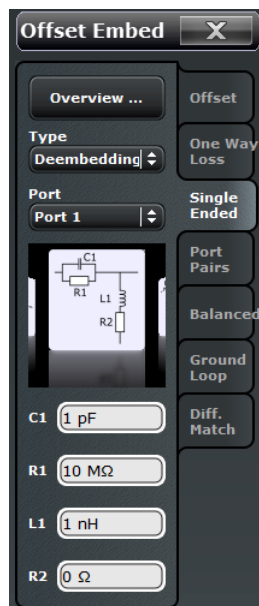 Offset Embed X
Overview ...
Type
Deembedding
Port
Port 1
C1
R1
L1
R2
C1 1 pF
R1 10 MΩ
L1 1 nH
R2 0 Ω
Offset
One Way
Loss
Single
Ended
Port
Pairs
Balanced
Ground
Loop
Diff.
Match